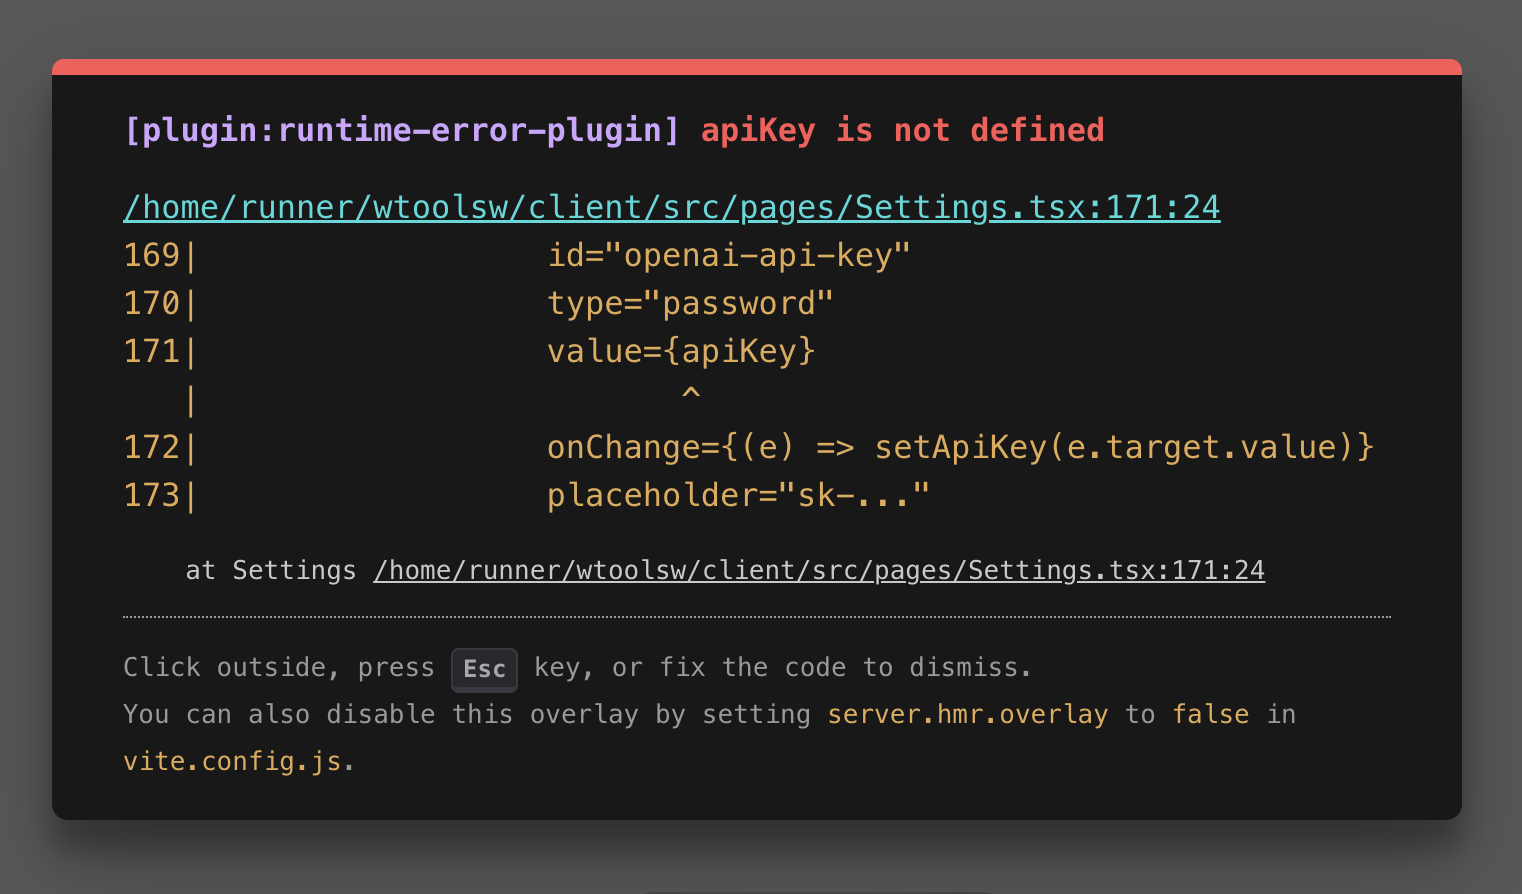 [plugin:runtime-error-plugin] apiKey is not defined
/home/runner/wtoolsw/client/src/pages/Settings.tsx:171:24
169|                  id="openai-api-key"
170|                  type="password"
171|                  value={apiKey}
   |                         ^
172|                  onChange={(e) => setApiKey(e.target.value)}
173|                  placeholder="sk-..."
at Settings /home/runner/wtoolsw/client/src/pages/Settings.tsx:171:24
Click outside, press Esc key, or fix the code to dismiss.
You can also disable this overlay by setting server.hmr.overlay to false in
vite.config.js.